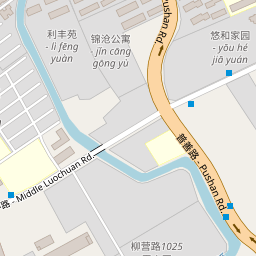 利丰苑
- lì fēng
yuàn
锦沧公寓
- jǐn cāng
gōng yù
Pushan Rd.
悠和家园
- yōu hé
jiā yuán
普善路 - Pushan Rd.
路 - Middle Luochuan Rd.
柳营路1025